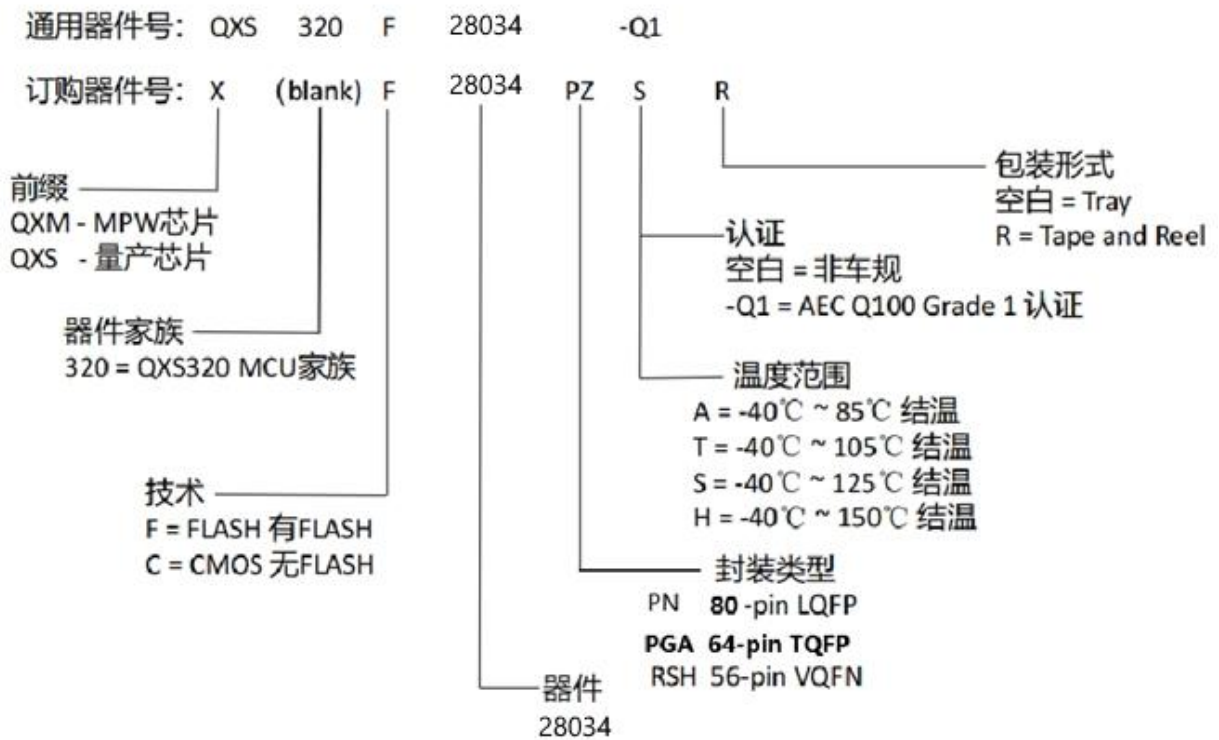 通用器件号： QXS 320 F 28034 -Q1
订购器件号： X (blank) F 28034 PZ S R
前缀
QXM - MPW芯片
QXS - 量产芯片
器件家族
320 = QXS320 MCU家族
技术
F = FLASH 有FLASH
C = CMOS 无FLASH
包装形式
空白 = Tray
R = Tape and Reel
认证
空白 = 非车规
-Q1 = AEC Q100 Grade 1 认证
温度范围
A = -40℃ ~ 85℃ 结温
T = -40℃ ~ 105℃ 结温
S = -40℃ ~ 125℃ 结温
H = -40℃ ~ 150℃ 结温
封装类型
PN 80 -pin LQFP
PGA 64-pin TQFP
RSH 56-pin VQFN
器件
28034